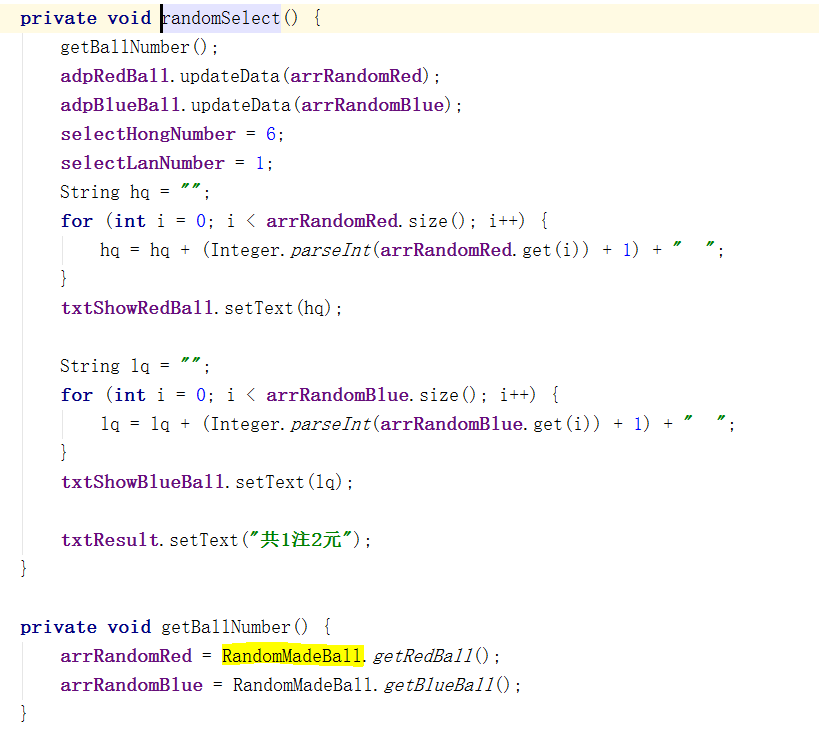 private void randomSelect() {
    getBallNumber();
    adpRedBall.updateData(arrRandomRed);
    adpBlueBall.updateData(arrRandomBlue);
    selectHongNumber = 6;
    selectLanNumber = 1;
    String hq = "";
    for (int i = 0; i < arrRandomRed.size(); i++) {
        hq = hq + (Integer.parseInt(arrRandomRed.get(i)) + 1) + "  ";
    }
    txtShowRedBall.setText(hq);

    String lq = "";
    for (int i = 0; i < arrRandomBlue.size(); i++) {
        lq = lq + (Integer.parseInt(arrRandomBlue.get(i)) + 1) + "  ";
    }
    txtShowBlueBall.setText(lq);

    txtResult.setText("共1注2元");
}

private void getBallNumber() {
    arrRandomRed = RandomMadeBall.getRedBall();
    arrRandomBlue = RandomMadeBall.getBlueBall();
}